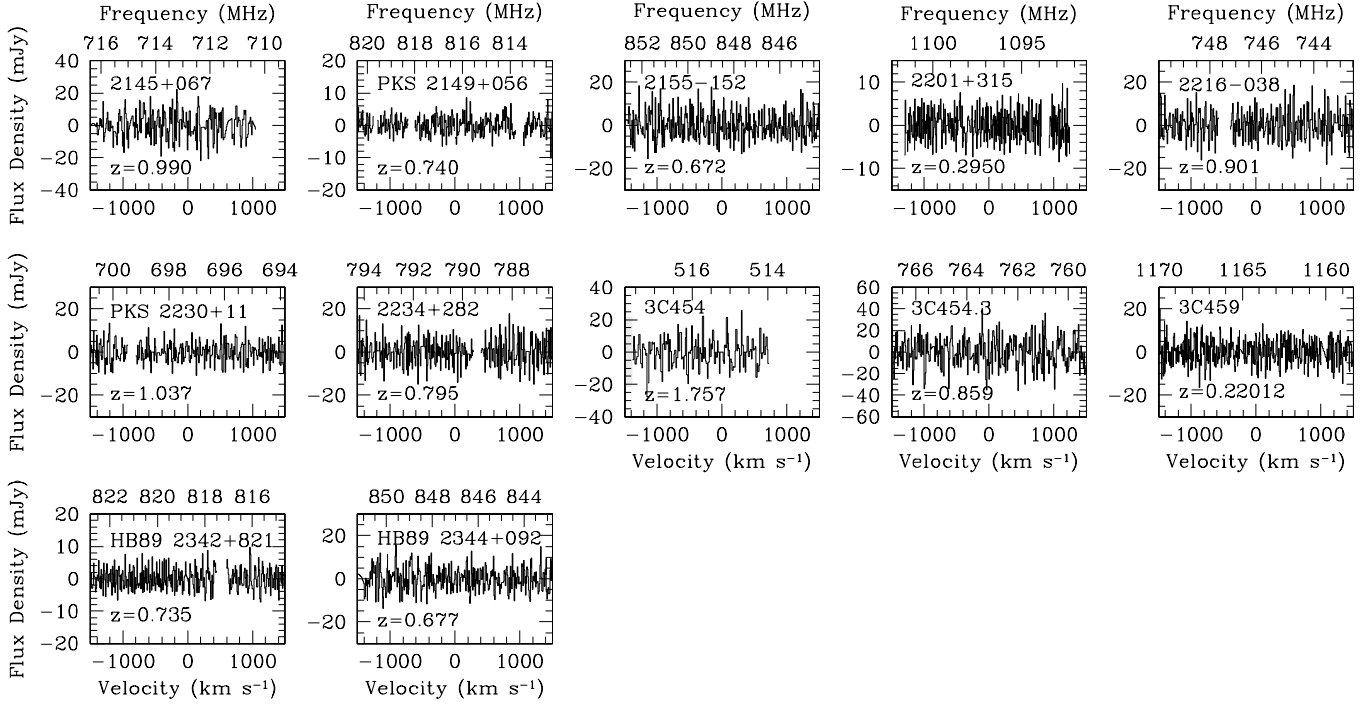 Frequency (MHz) Frequency (MHz) Frequency (MHz) Frequency (MHz) Frequency (MHz)
716 714 712 710 820 818 816 814 852 850 848 846 1100 1095 748 746 744
Flux Density (mJy)
40 20 0 −20 −40
2145+067
z=0.990
20 10 0 −10 −20
PKS 2149+056
z=0.740
20 0 −20
2155−152
z=0.672
10 0 −10
2201+315
z=0.2950
20 0 −20
2216−038
z=0.901
−1000 0 1000 −1000 0 1000 −1000 0 1000 −1000 0 1000 −1000 0 1000
700 698 696 694 794 792 790 788 516 514 766 764 762 760 1170 1165 1160
Flux Density (mJy)
20 0 −20
PKS 2230+11
z=1.037
20 0 −20
2234+282
z=0.795
40 20 0 −20 −40
3C454
z=1.757
60 40 20 0 −20 −40 −60
3C454.3
z=0.859
20 0 −20
3C459
z=0.22012
−1000 0 1000 −1000 0 1000 −1000 0 1000 −1000 0 1000 −1000 0 1000
Velocity (km s⁻¹) Velocity (km s⁻¹) Velocity (km s⁻¹)
822 820 818 816 850 848 846 844
Flux Density (mJy)
20 10 0 −10 −20
HB89 2342+821
z=0.735
20 0 −20
HB89 2344+092
z=0.677
−1000 0 1000 −1000 0 1000
Velocity (km s⁻¹) Velocity (km s⁻¹)